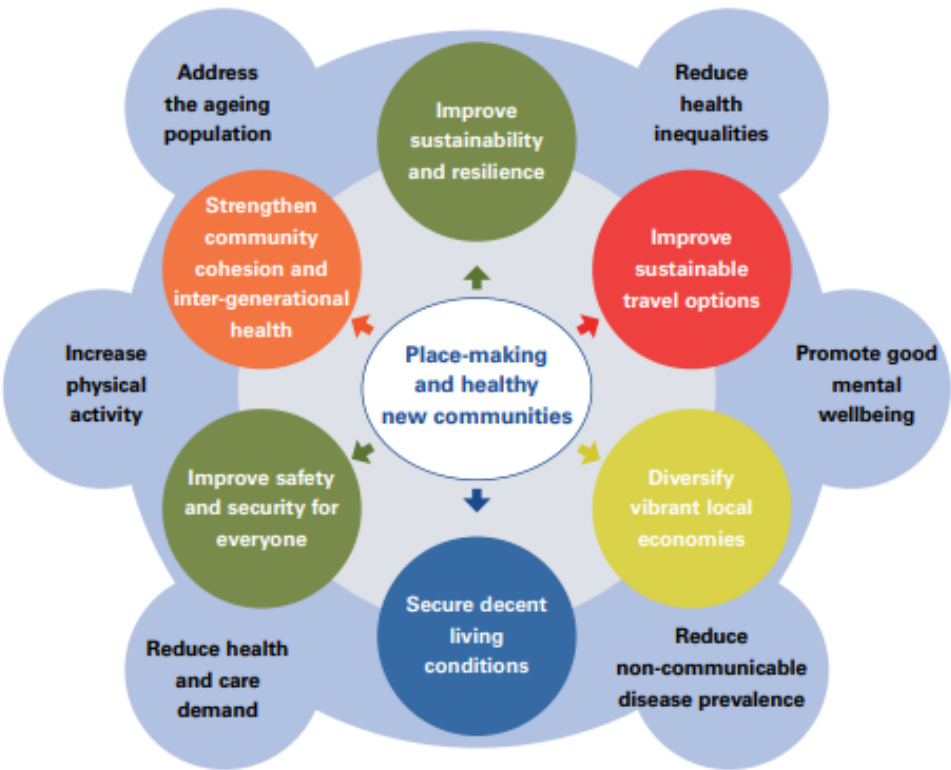 Address
the ageing
population
Improve
sustainability
and resilience
Reduce
health
inequalities
Strengthen
community
cohesion and
inter-generational
health
Improve
sustainable
travel options
Increase
physical
activity
Place-making
and healthy
new communities
Promote good
mental
wellbeing
Improve safety
and security for
everyone
Diversify
vibrant local
economies
Secure decent
living
conditions
Reduce health
and care
demand
Reduce
non-communicable
disease prevalence